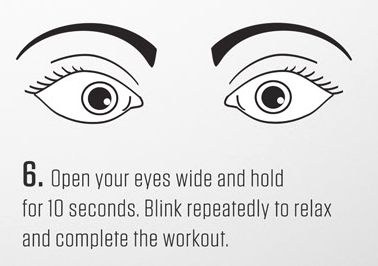 6. Open your eyes wide and hold
for 10 seconds. Blink repeatedly to relax
and complete the workout.